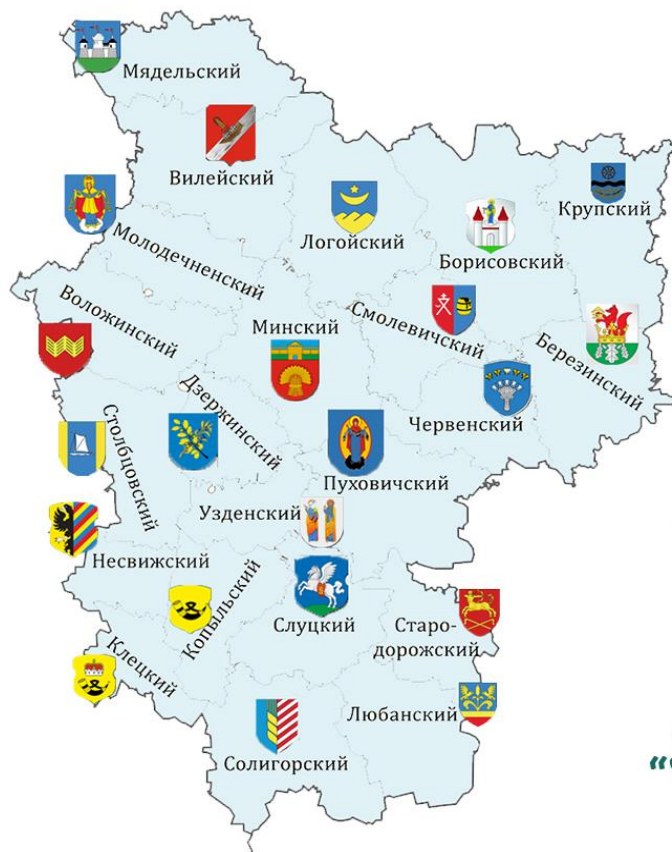 Мядельский
Вилейский
Логойский
Крупский
Борисовский
Молодечненский
Воложинский
Минский
Смолевичский
Березинский
Дзержинский
Столбцовский
Червенский
Пуховичский
Узденский
Несвижский
Копыльский
Слуцкий
Старо-
дорожский
Клецкий
Любанский
Солигорский